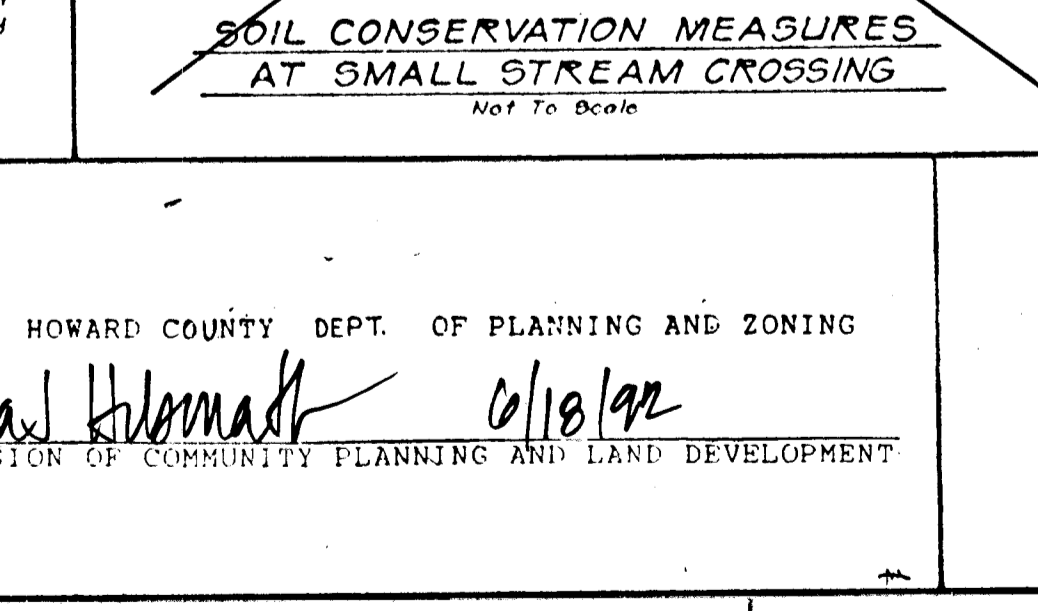 SOIL CONSERVATION MEASURES
AT SMALL STREAM CROSSING
Not To Scale
HOWARD COUNTY DEPT. OF PLANNING AND ZONING
6/18/92
SION OF COMMUNITY PLANNING AND LAND DEVELOPMENT